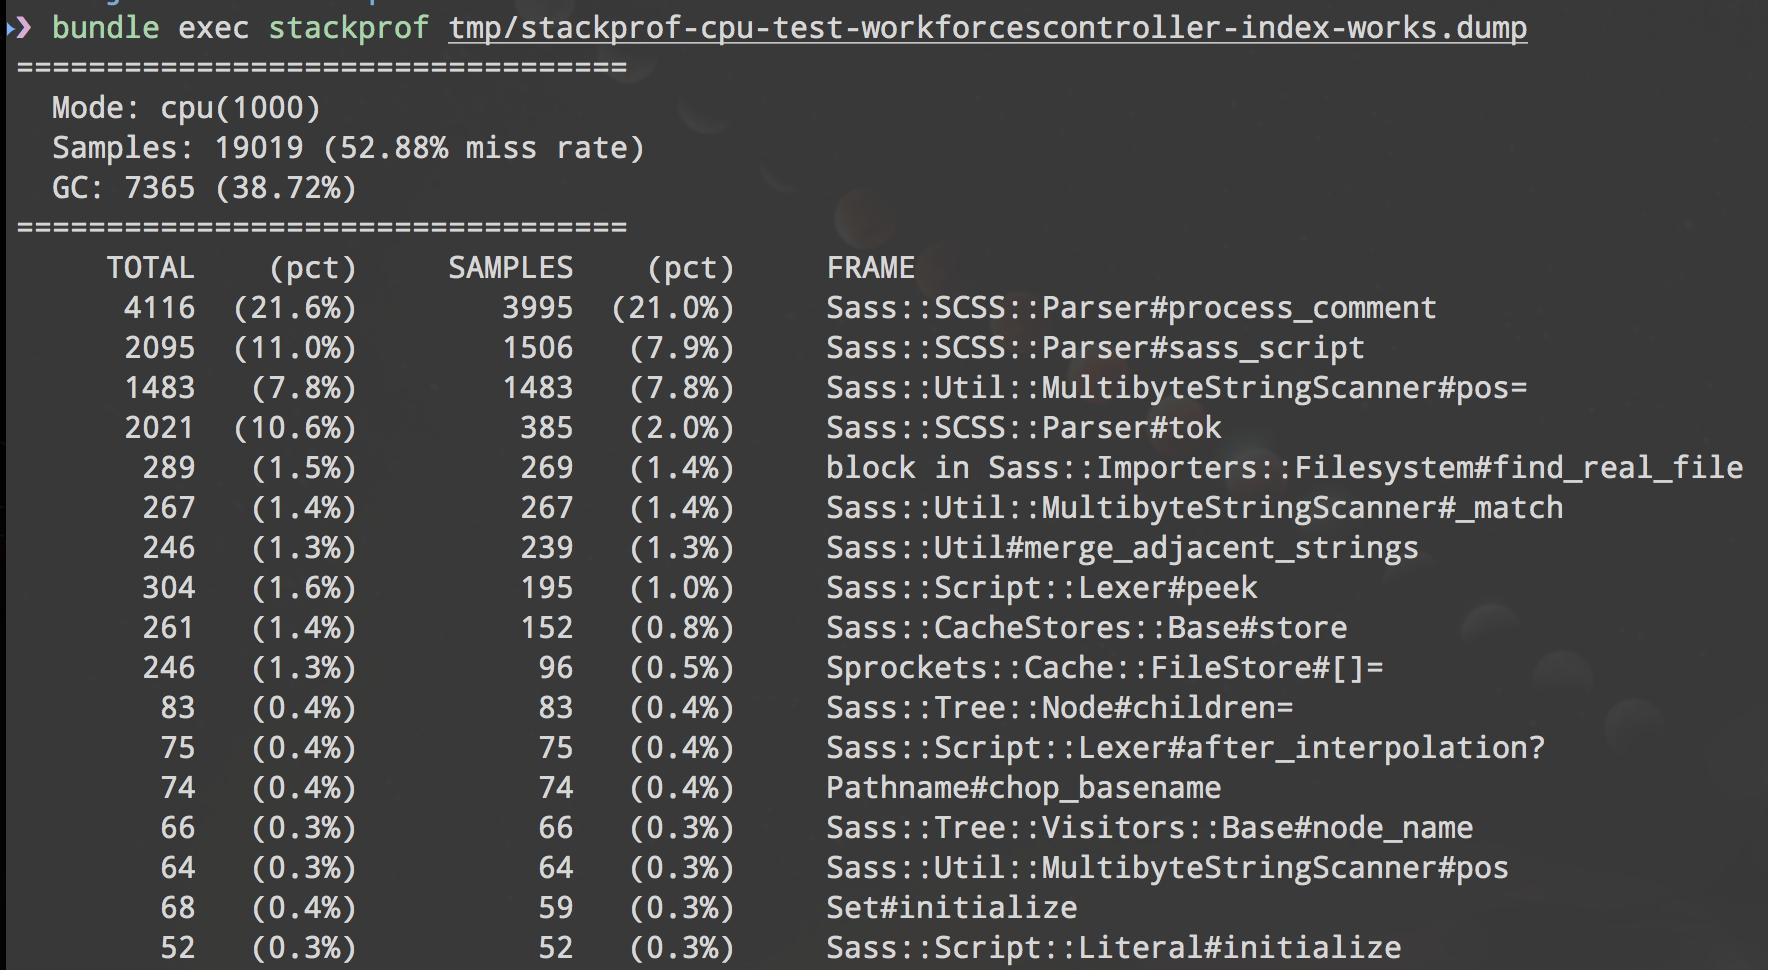 ❯ bundle exec stackprof tmp/stackprof-cpu-test-workforcescontroller-index-works.dump
==================================
  Mode: cpu(1000)
  Samples: 19019 (52.88% miss rate)
  GC: 7365 (38.72%)
==================================
     TOTAL    (pct)     SAMPLES    (pct)     FRAME
      4116  (21.6%)        3995  (21.0%)     Sass::SCSS::Parser#process_comment
      2095  (11.0%)        1506   (7.9%)     Sass::SCSS::Parser#sass_script
      1483   (7.8%)        1483   (7.8%)     Sass::Util::MultibyteStringScanner#pos=
      2021  (10.6%)         385   (2.0%)     Sass::SCSS::Parser#tok
       289   (1.5%)         269   (1.4%)     block in Sass::Importers::Filesystem#find_real_file
       267   (1.4%)         267   (1.4%)     Sass::Util::MultibyteStringScanner#_match
       246   (1.3%)         239   (1.3%)     Sass::Util#merge_adjacent_strings
       304   (1.6%)         195   (1.0%)     Sass::Script::Lexer#peek
       261   (1.4%)         152   (0.8%)     Sass::CacheStores::Base#store
       246   (1.3%)          96   (0.5%)     Sprockets::Cache::FileStore#[]=
        83   (0.4%)          83   (0.4%)     Sass::Tree::Node#children=
        75   (0.4%)          75   (0.4%)     Sass::Script::Lexer#after_interpolation?
        74   (0.4%)          74   (0.4%)     Pathname#chop_basename
        66   (0.3%)          66   (0.3%)     Sass::Tree::Visitors::Base#node_name
        64   (0.3%)          64   (0.3%)     Sass::Util::MultibyteStringScanner#pos
        68   (0.4%)          59   (0.3%)     Set#initialize
        52   (0.3%)          52   (0.3%)     Sass::Script::Literal#initialize